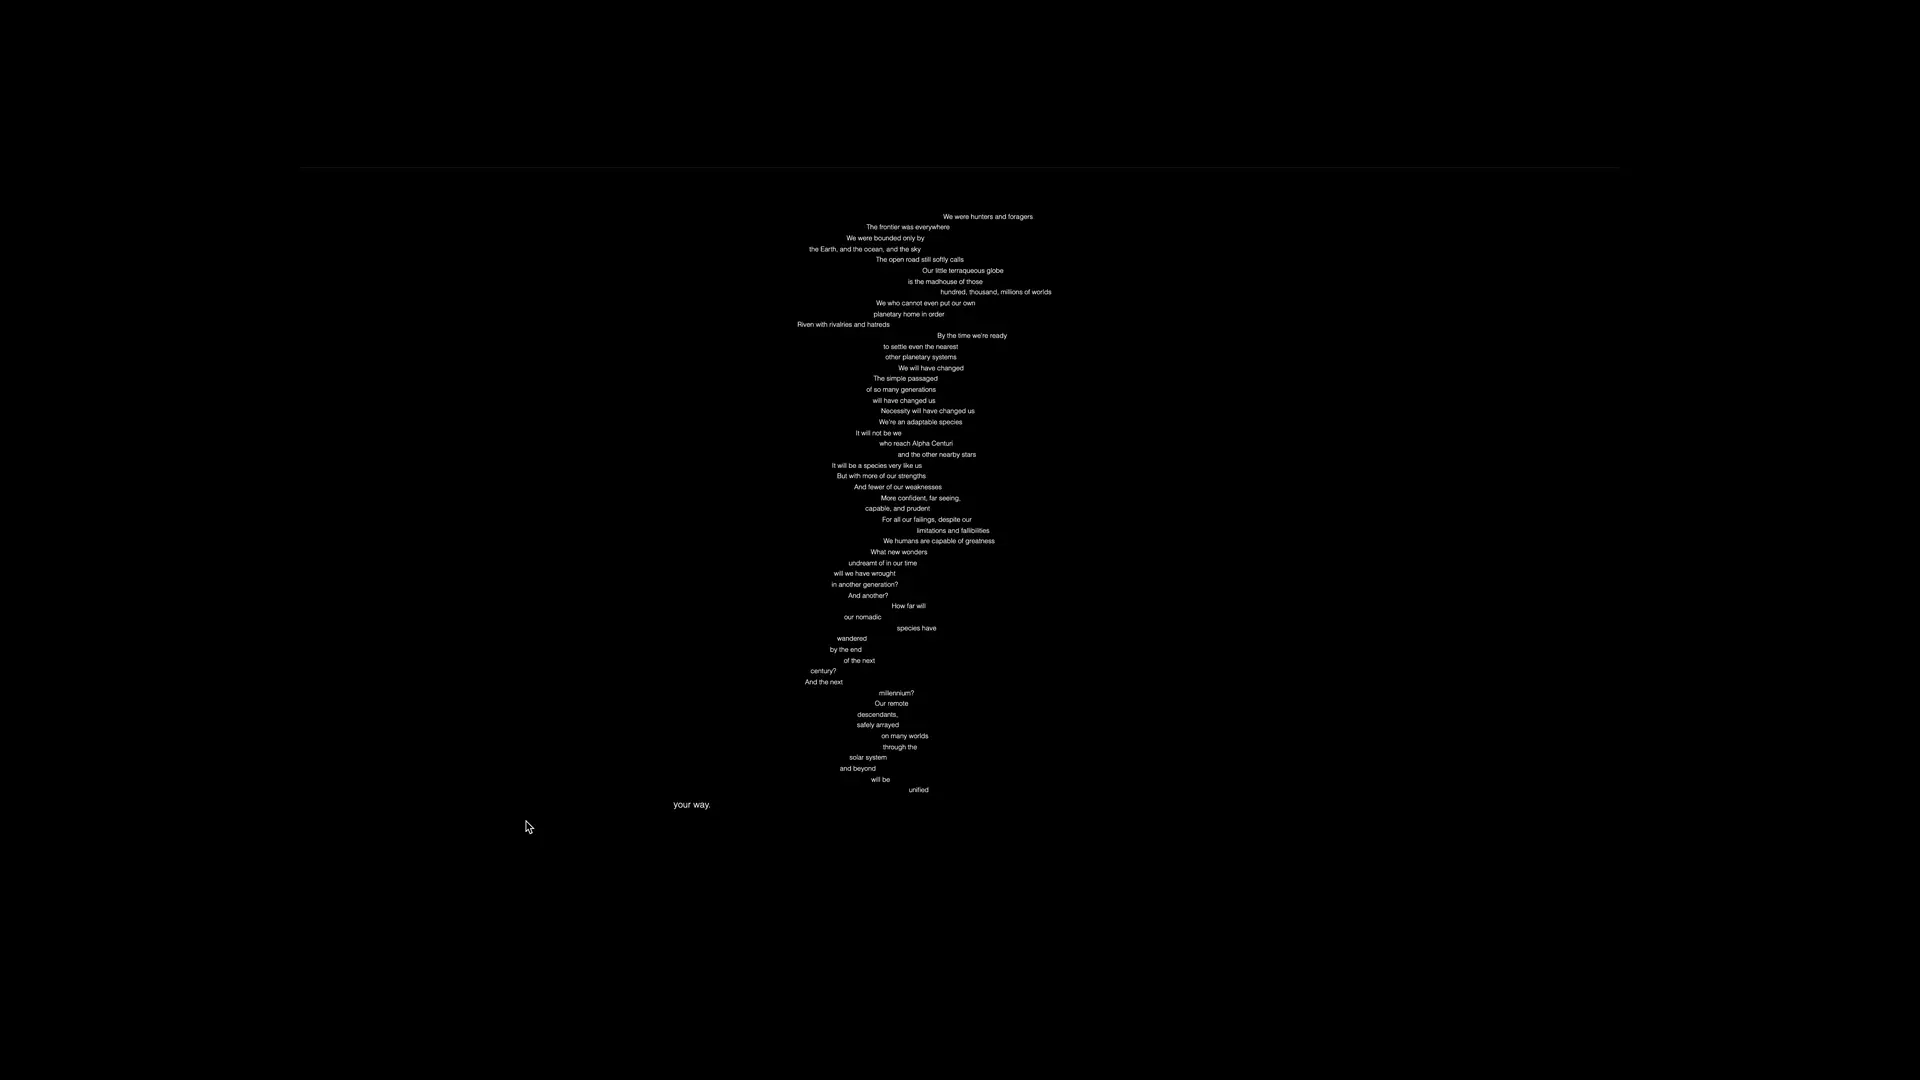 We were hunters and foragers
The frontier was everywhere
We were bounded only by
the Earth, and the ocean, and the sky
The open road still softly calls
Our little terraqueous globe
is the madhouse of those
hundred, thousand, millions of worlds
We who cannot even put our own
planetary home in order
Riven with rivalries and hatreds
By the time we're ready
to settle even the nearest
other planetary systems
We will have changed
The simple passaged
of so many generations
will have changed us
Necessity will have changed us
We're an adaptable species
It will not be we
who reach Alpha Centuri
and the other nearby stars
It will be a species very like us
But with more of our strengths
And fewer of our weaknesses
More confident, far seeing,
capable, and prudent
For all our failings, despite our
limitations and fallibilities
We humans are capable of greatness
What new wonders
undreamt of in our time
will we have wrought
in another generation?
And another?
How far will
our nomadic
species have
wandered
by the end
of the next
century?
And the next
millennium?
Our remote
descendants,
safely arrayed
on many worlds
through the
solar system
and beyond
will be
unified
your way.